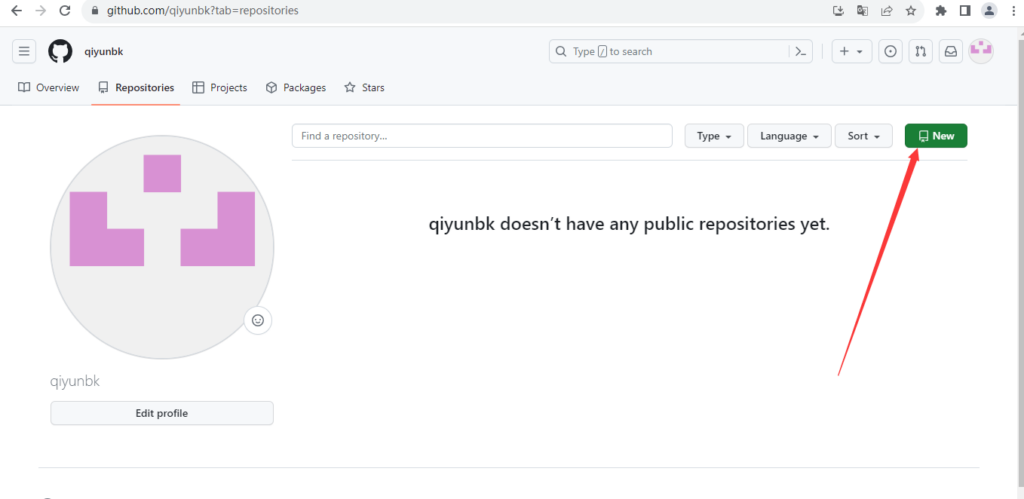 github.com/qiyunbk?tab=repositories
qiyunbk
Type / to search
Overview
Repositories
Projects
Packages
Stars
Find a repository...
Type
Language
Sort
New
qiyunbk doesn't have any public repositories yet.
qiyunbk
Edit profile